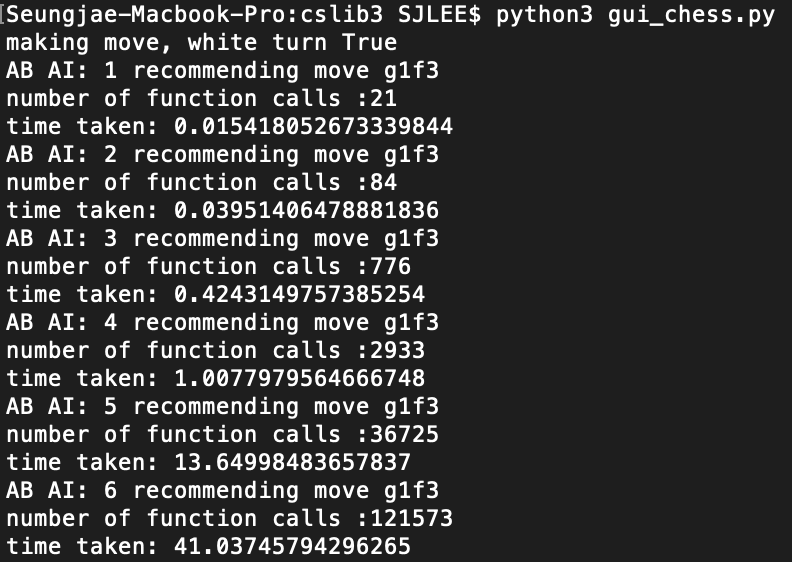 [Seungjae-Macbook-Pro:cslib3 SJLEE$ python3 gui_chess.py
making move, white turn True
AB AI: 1 recommending move g1f3
number of function calls :21
time taken: 0.015418052673339844
AB AI: 2 recommending move g1f3
number of function calls :84
time taken: 0.03951406478881836
AB AI: 3 recommending move g1f3
number of function calls :776
time taken: 0.4243149757385254
AB AI: 4 recommending move g1f3
number of function calls :2933
time taken: 1.0077979564666748
AB AI: 5 recommending move g1f3
number of function calls :36725
time taken: 13.64998483657837
AB AI: 6 recommending move g1f3
number of function calls :121573
time taken: 41.03745794296265